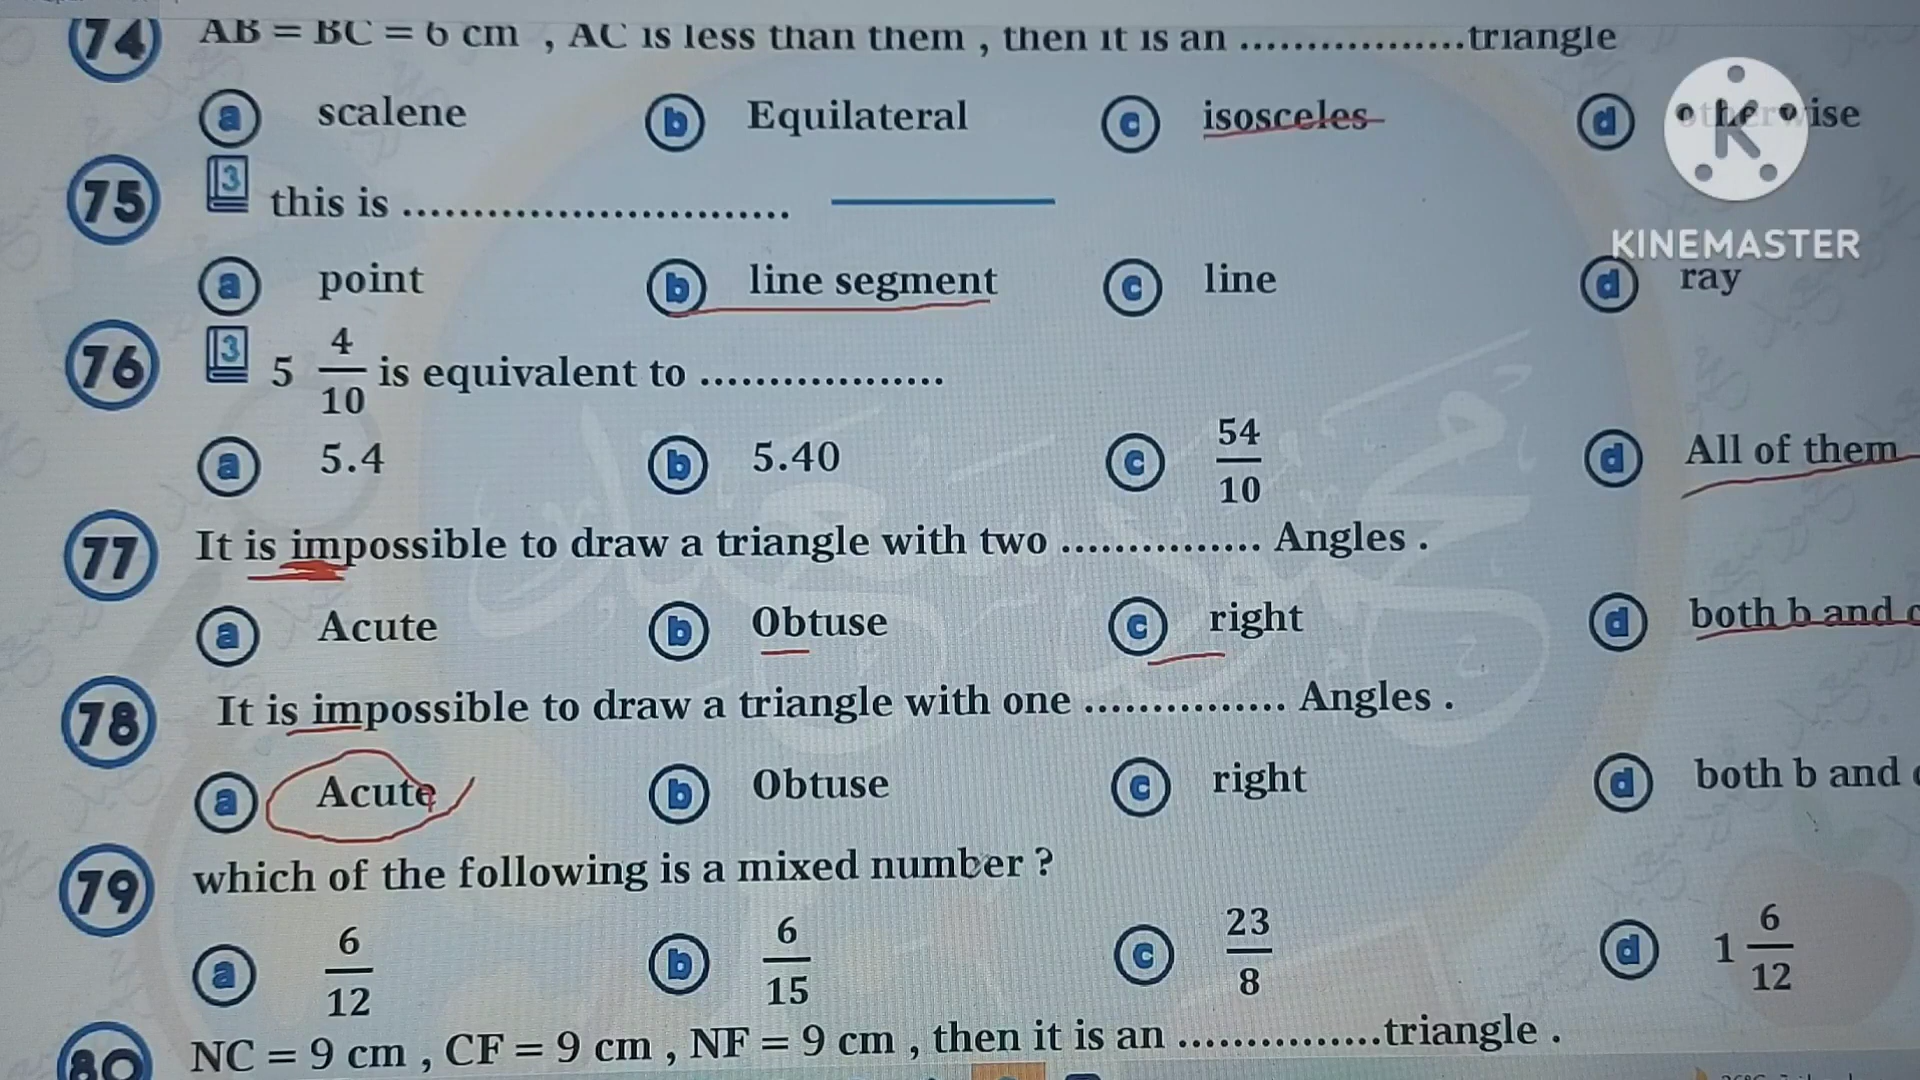 74 AB = BC = 6 cm , AC is less than them , then it is an .................triangle
a scalene b Equilateral c isosceles d otherwise
KINEMASTER
75 3 this is ............................
a point b line segment c line d ray
76 3 5 4/10 is equivalent to ..................
a 5.4 b 5.40 c 54/10 d All of them
77 It is impossible to draw a triangle with two ............... Angles .
a Acute b Obtuse c right d both b and c
78 It is impossible to draw a triangle with one ............... Angles .
a Acute b Obtuse c right d both b and
79 which of the following is a mixed number ?
a 6/12 b 6/15 c 23/8 d 1 6/12
80 NC = 9 cm , CF = 9 cm , NF = 9 cm , then it is an ...............triangle .